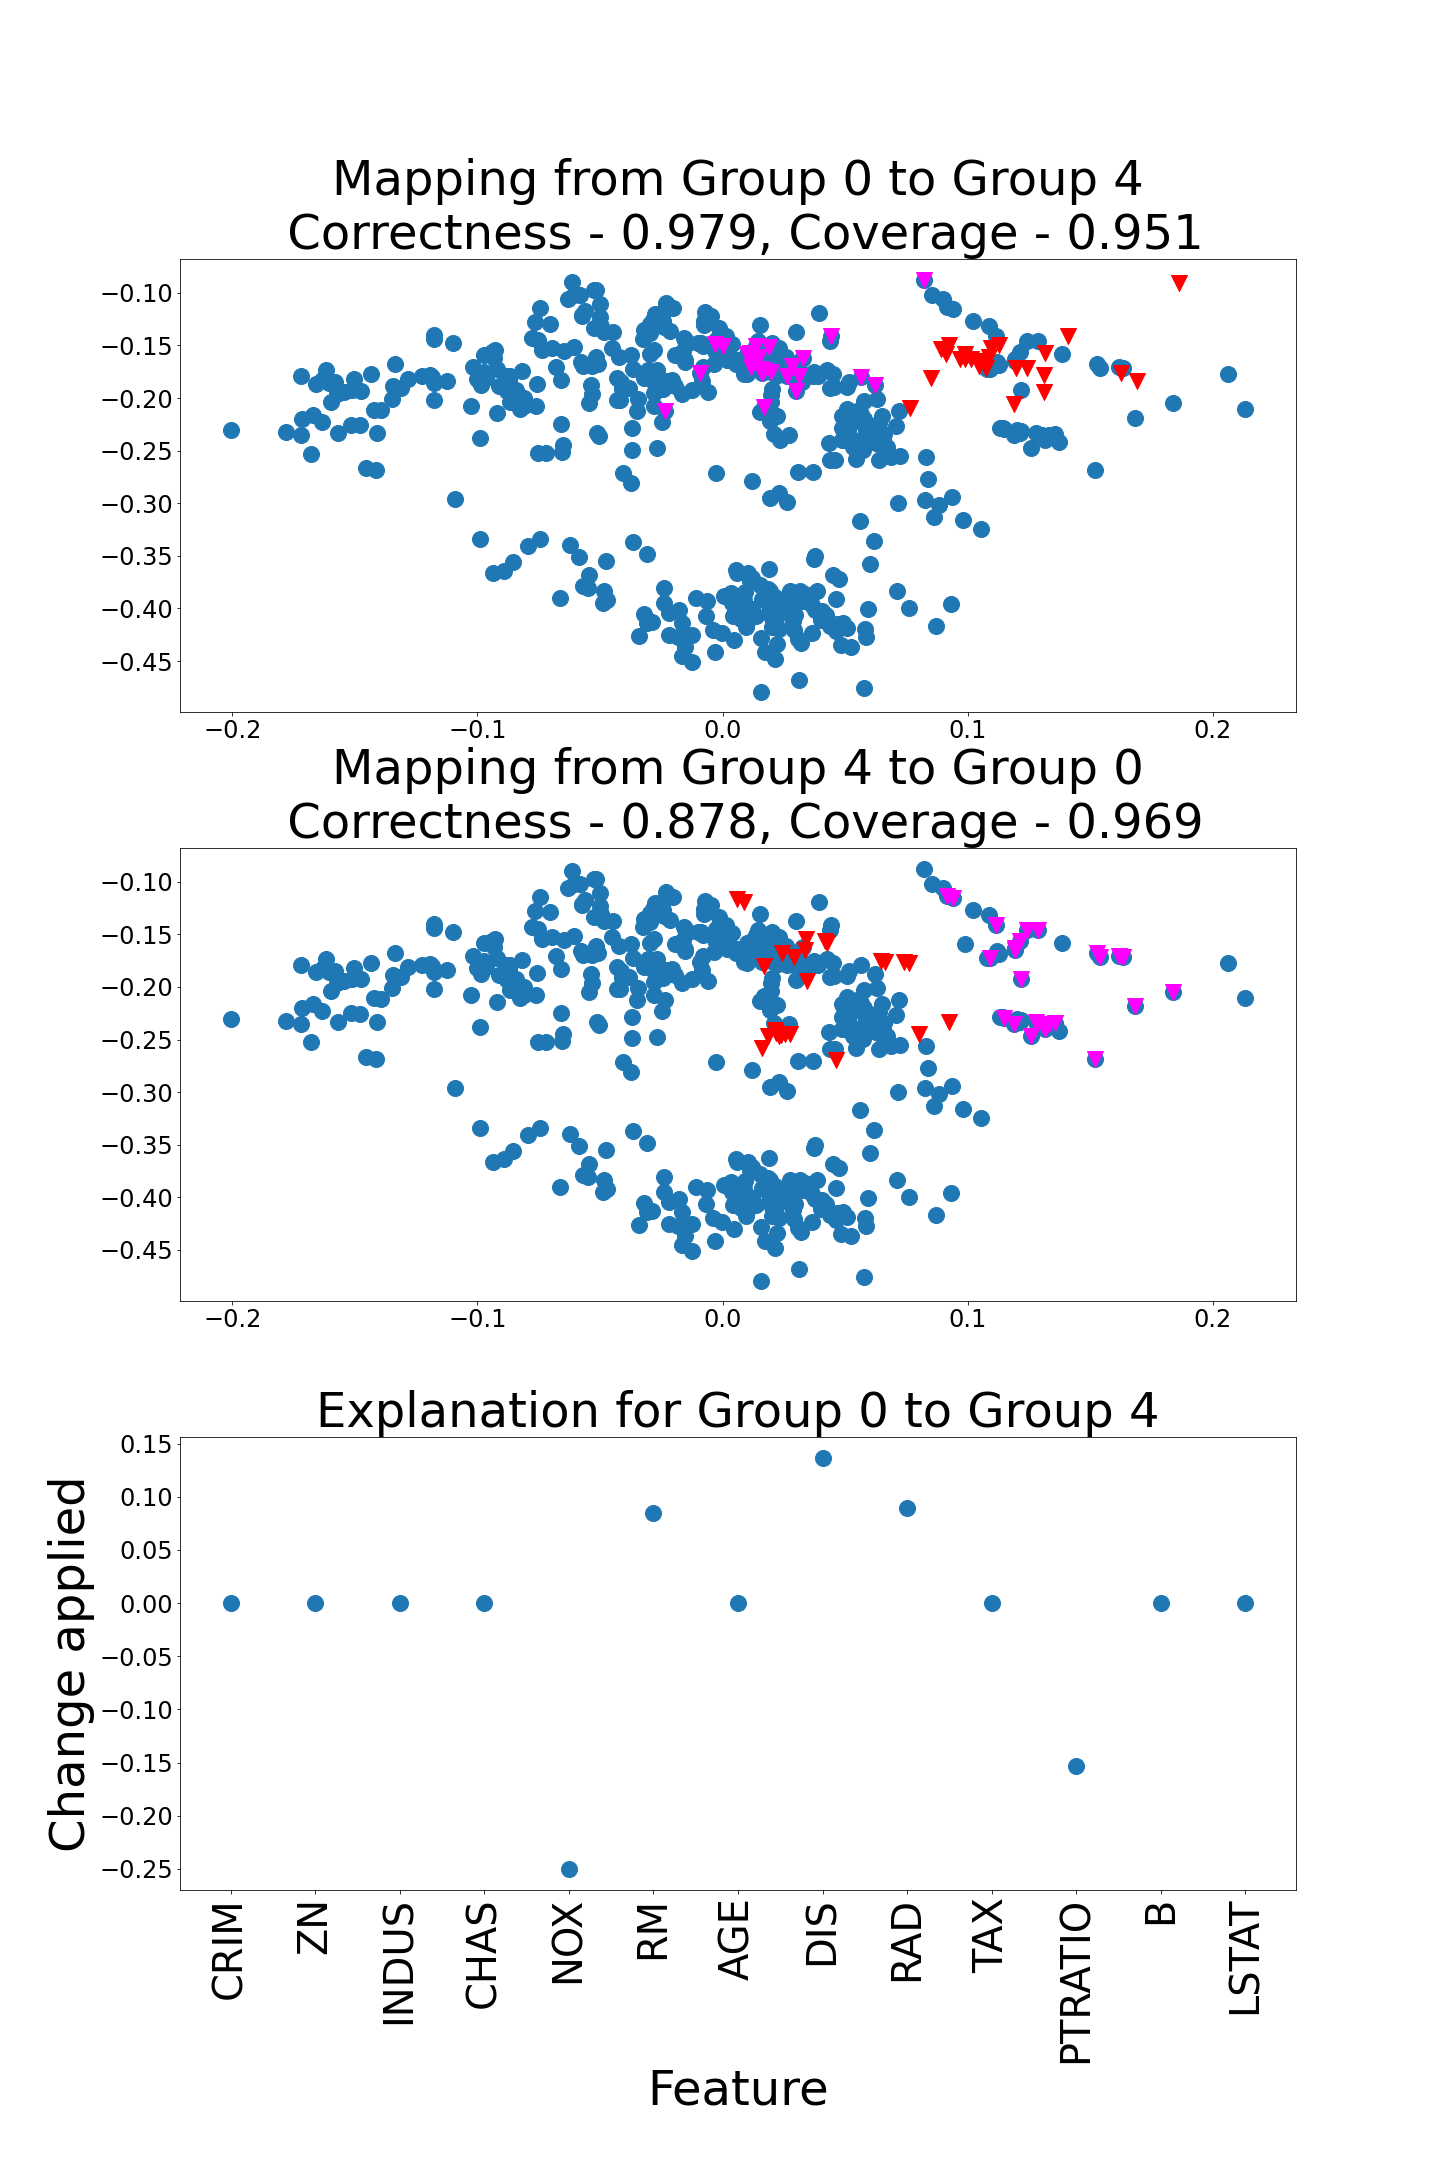 Mapping from Group 0 to Group 4
Correctness - 0.979, Coverage - 0.951
−0.10
−0.15
−0.20
−0.25
−0.30
−0.35
−0.40
−0.45
−0.2 −0.1 0.0 0.1 0.2
Mapping from Group 4 to Group 0
Correctness - 0.878, Coverage - 0.969
−0.10
−0.15
−0.20
−0.25
−0.30
−0.35
−0.40
−0.45
−0.2 −0.1 0.0 0.1 0.2
Explanation for Group 0 to Group 4
Change applied
0.15
0.10
0.05
0.00
−0.05
−0.10
−0.15
−0.20
−0.25
CRIM
ZN
INDUS
CHAS
NOX
RM
AGE
DIS
RAD
TAX
PTRATIO
B
LSTAT
Feature